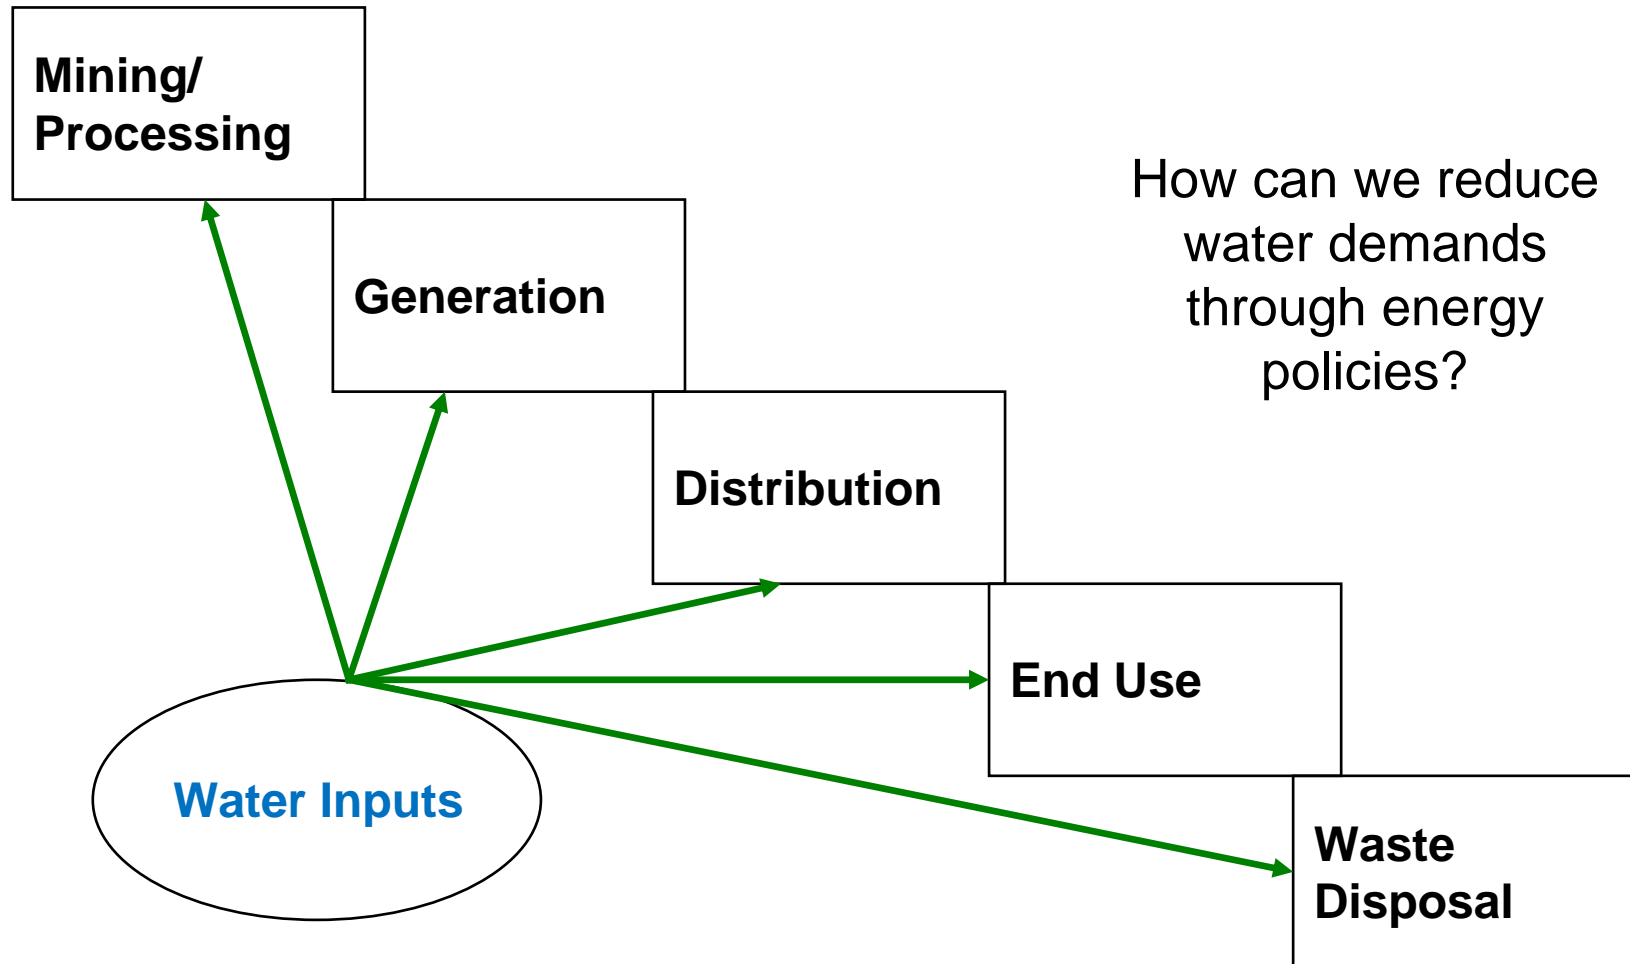 Mining/
Processing
Generation
Distribution
End Use
Waste
Disposal
Water Inputs
How can we reduce
water demands
through energy
policies?